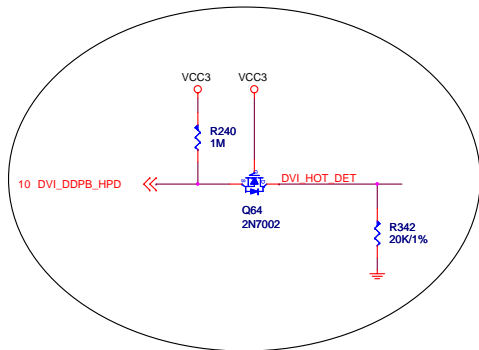 VCC3
VCC3
R240
1M
10 DVI_DDPB_HPD
DVI_HOT_DET
Q64
2N7002
R342
20K/1%